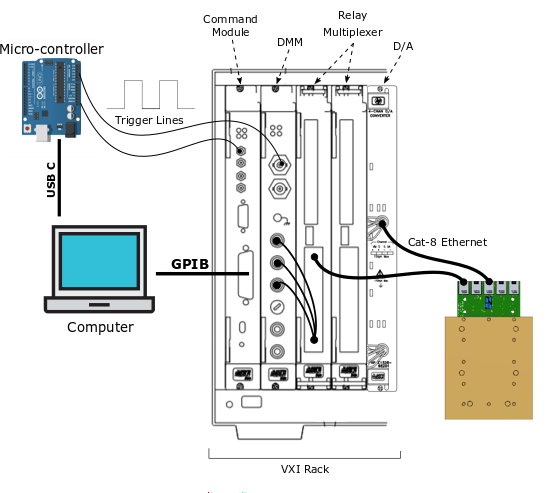 Command
Module
DMM
Relay
Multiplexer
D/A
Micro-controller
Trigger Lines
USB C
GPIB
Computer
Cat-8 Ethernet
VXI Rack